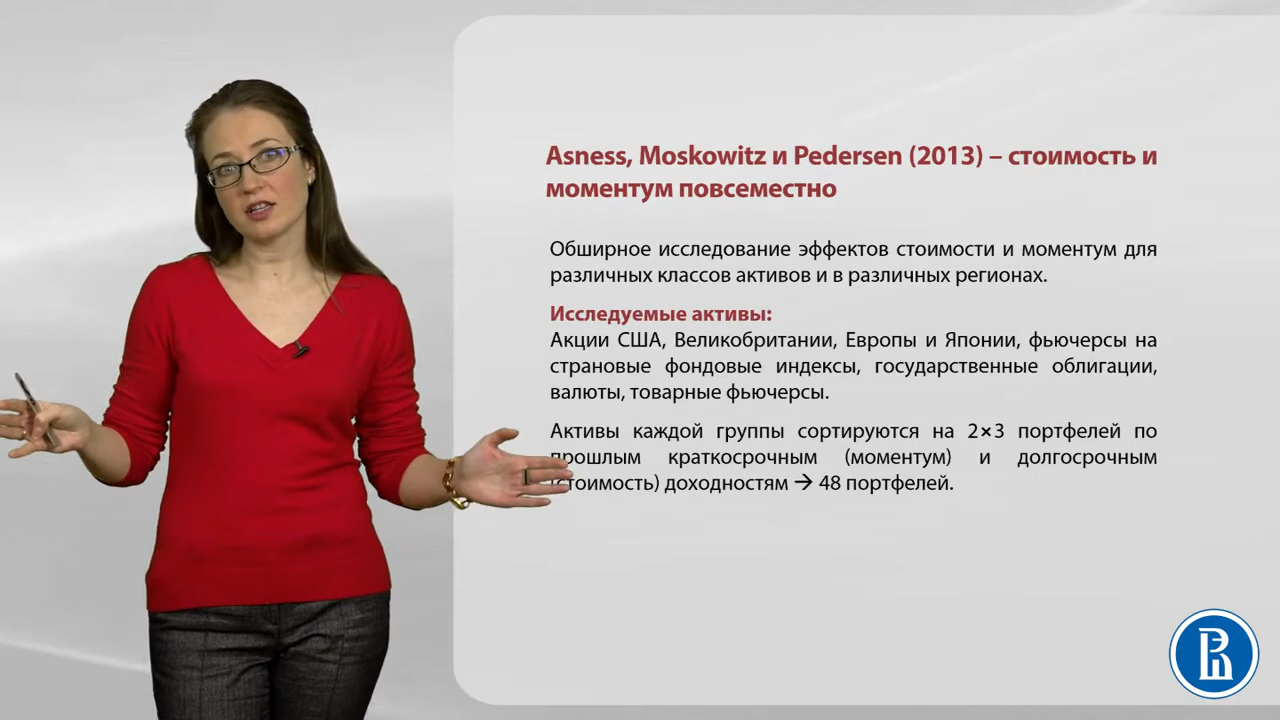 Asness, Moskowitz и Pedersen (2013) – стоимость и
моментум повсеместно
Обширное исследование эффектов стоимости и моментум для
различных классов активов и в различных регионах.
Исследуемые активы:
Акции США, Великобритании, Европы и Японии, фьючерсы на
страновые фондовые индексы, государственные облигации,
валюты, товарные фьючерсы.
Активы каждой группы сортируются на 2×3 портфелей по
прошлым краткосрочным (моментум) и долгосрочным
(стоимость) доходностям → 48 портфелей.